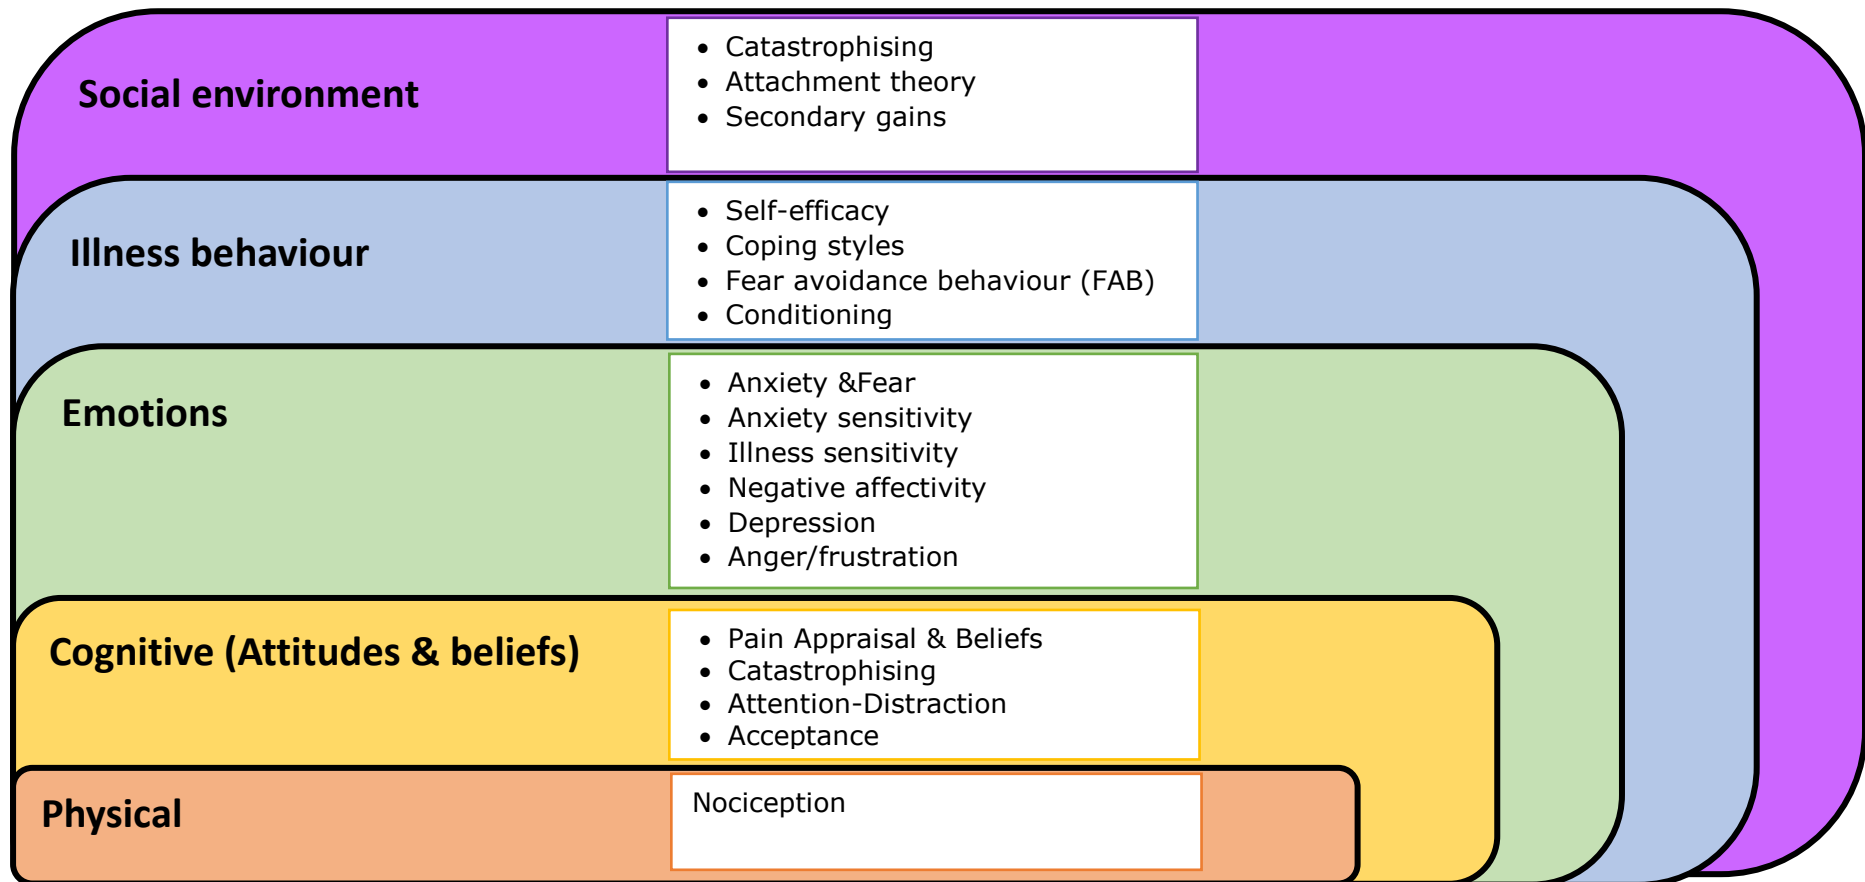 Social environment
• Catastrophising
• Attachment theory
• Secondary gains
Illness behaviour
• Self-efficacy
• Coping styles
• Fear avoidance behaviour (FAB)
• Conditioning
Emotions
• Anxiety &Fear
• Anxiety sensitivity
• Illness sensitivity
• Negative affectivity
• Depression
• Anger/frustration
Cognitive (Attitudes & beliefs)
• Pain Appraisal & Beliefs
• Catastrophising
• Attention-Distraction
• Acceptance
Physical
Nociception